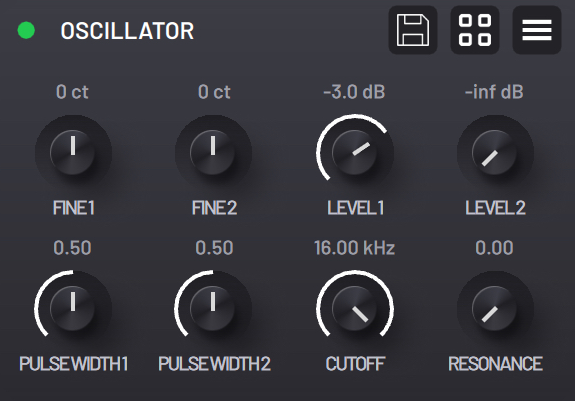 OSCILLATOR
0 ct 0 ct -3.0 dB -inf dB
FINE1 FINE2 LEVEL1 LEVEL2
0.50 0.50 16.00 kHz 0.00
PULSE WIDTH1 PULSE WIDTH2 CUTOFF RESONANCE